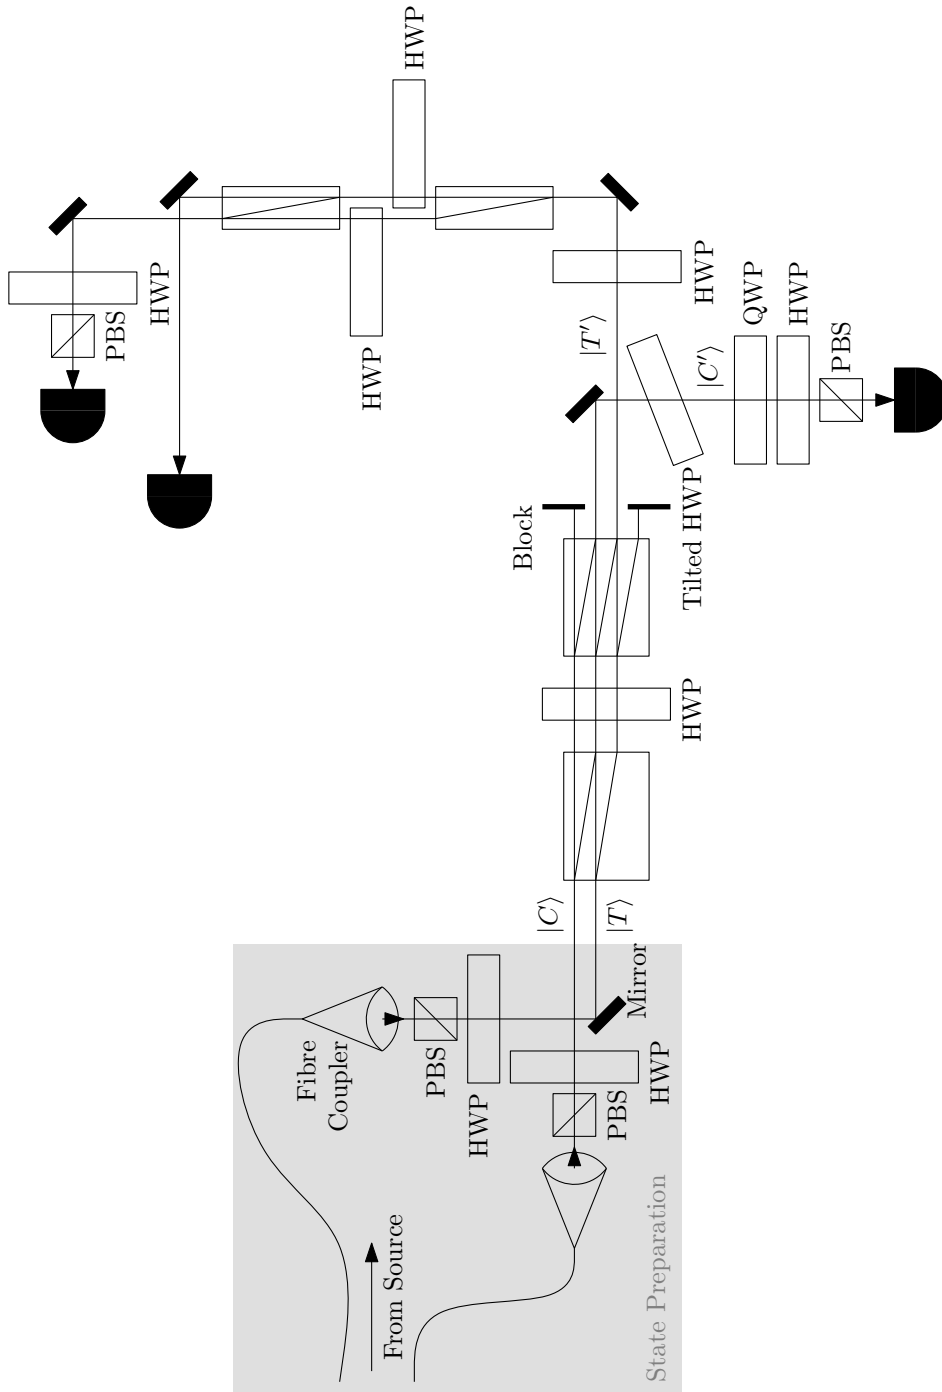 HWP
HWP
PBS
HWP
HWP
|T′⟩
|C′⟩
QWP
HWP
PBS
Block
Tilted HWP
HWP
|C⟩
|T⟩
Mirror
Fibre
Coupler
PBS
HWP
HWP
PBS
From Source
State Preparation